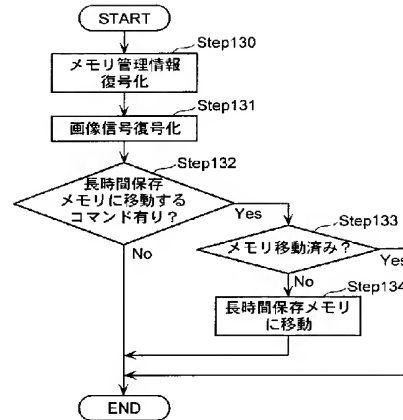 START
Step130
メモリ管理情報
復号化
Step131
画像信号復号化
Step132
長時間保存
メモリに移動する
コマンド有り？
Yes
No
Step133
メモリ移動済み？
Yes
No
Step134
長時間保存メモリ
に移動
END